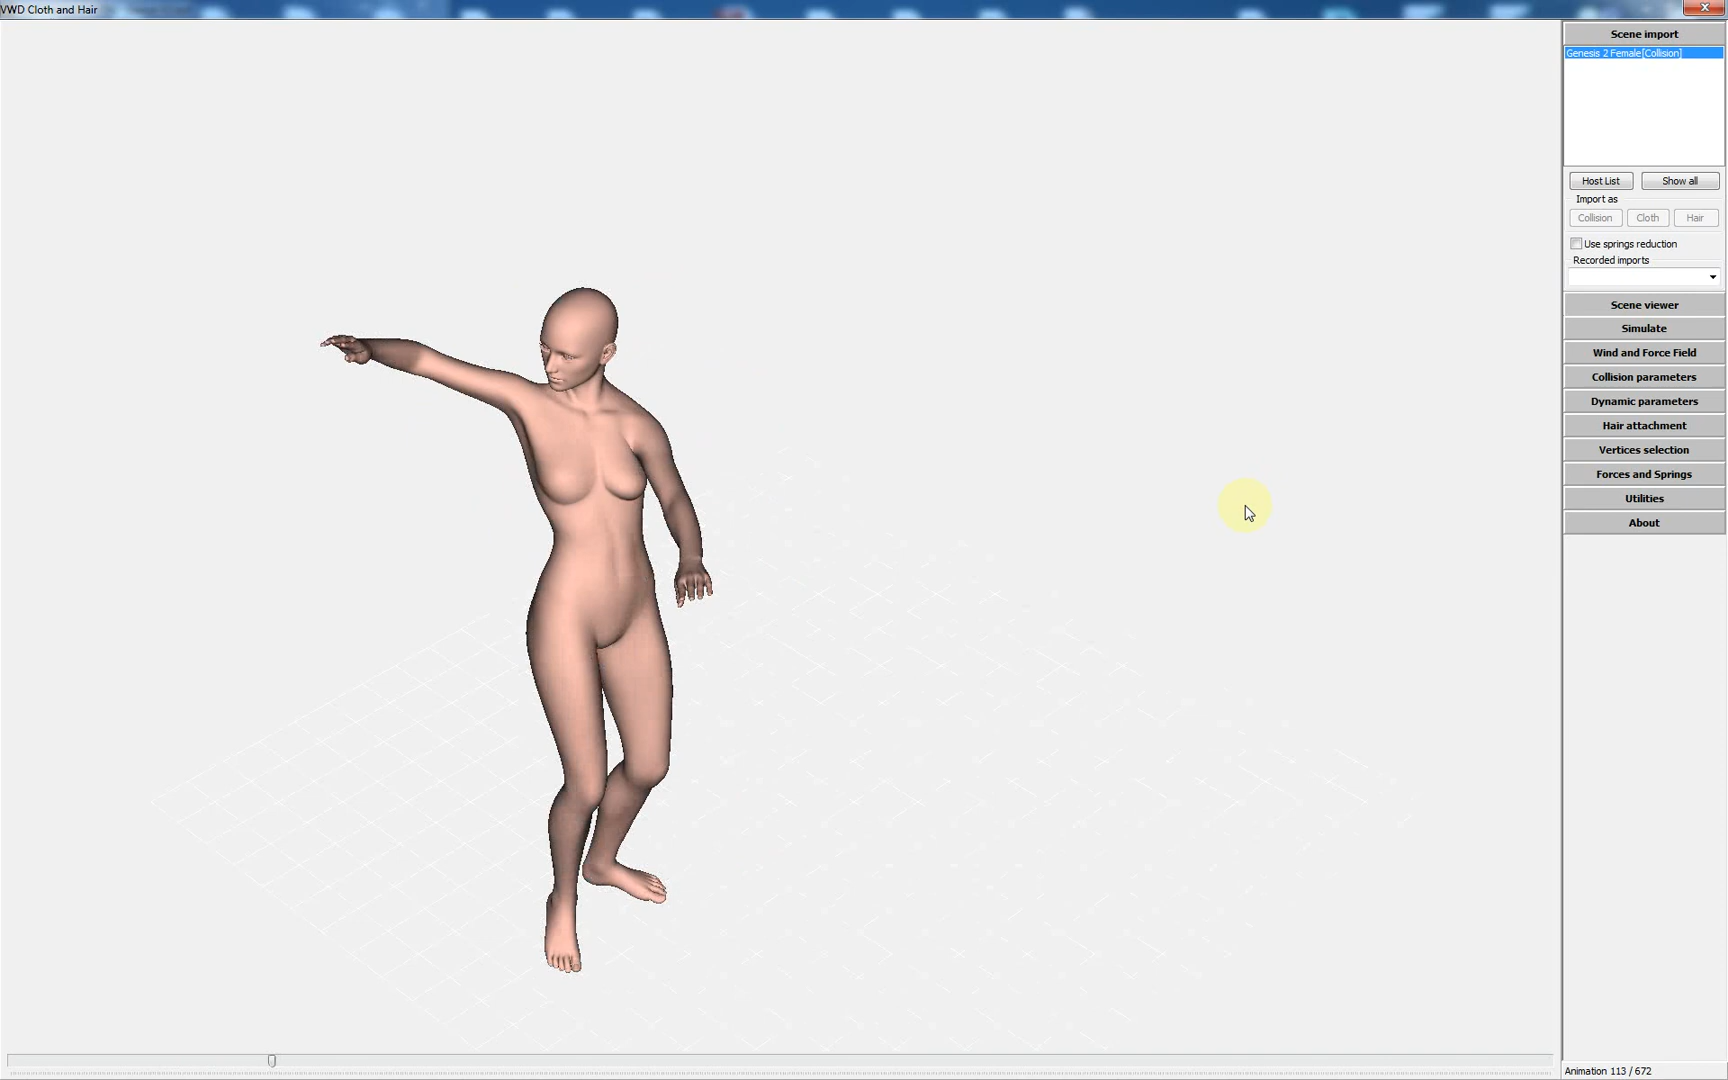 VWD Cloth and Hair
Scene import
Genesis 2 Female[Collision]
Host List
Show all
Import as
Collision
Cloth
Hair
Use springs reduction
Recorded imports
Scene viewer
Simulate
Wind and Force Field
Collision parameters
Dynamic parameters
Hair attachment
Vertices selection
Forces and Springs
Utilities
About
Animation 113 / 672